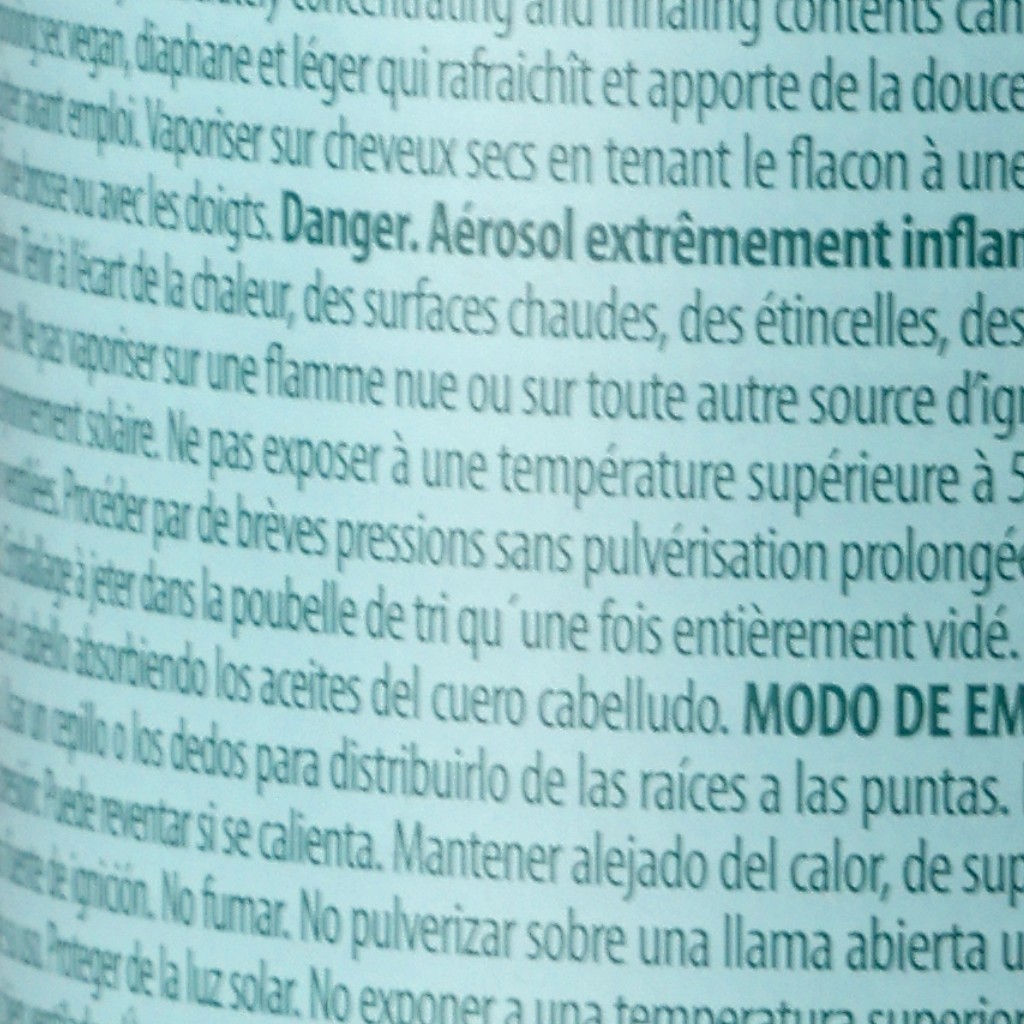 concentrating and inhaling contents can
vegan, diaphane et léger qui rafraichît et apporte de la douce
avant emploi. Vaporiser sur cheveux secs en tenant le flacon à une
brosse ou avec les doigts. Danger. Aérosol extrêmement inflam
Tenir à l'écart de la chaleur, des surfaces chaudes, des étincelles, des
Ne pas vaporiser sur une flamme nue ou sur toute autre source d'ign
solaire. Ne pas exposer à une température supérieure à 5
Procéder par de brèves pressions sans pulvérisation prolongée
à jeter dans la poubelle de tri qu´une fois entièrement vidé.
cabello absorbiendo los aceites del cuero cabelludo. MODO DE EM
un cepillo o los dedos para distribuirlo de las raíces a las puntas.
Puede reventar si se calienta. Mantener alejado del calor, de sup
de ignición. No fumar. No pulverizar sobre una llama abierta u
Proteger de la luz solar. No exponer a una temperatura superior